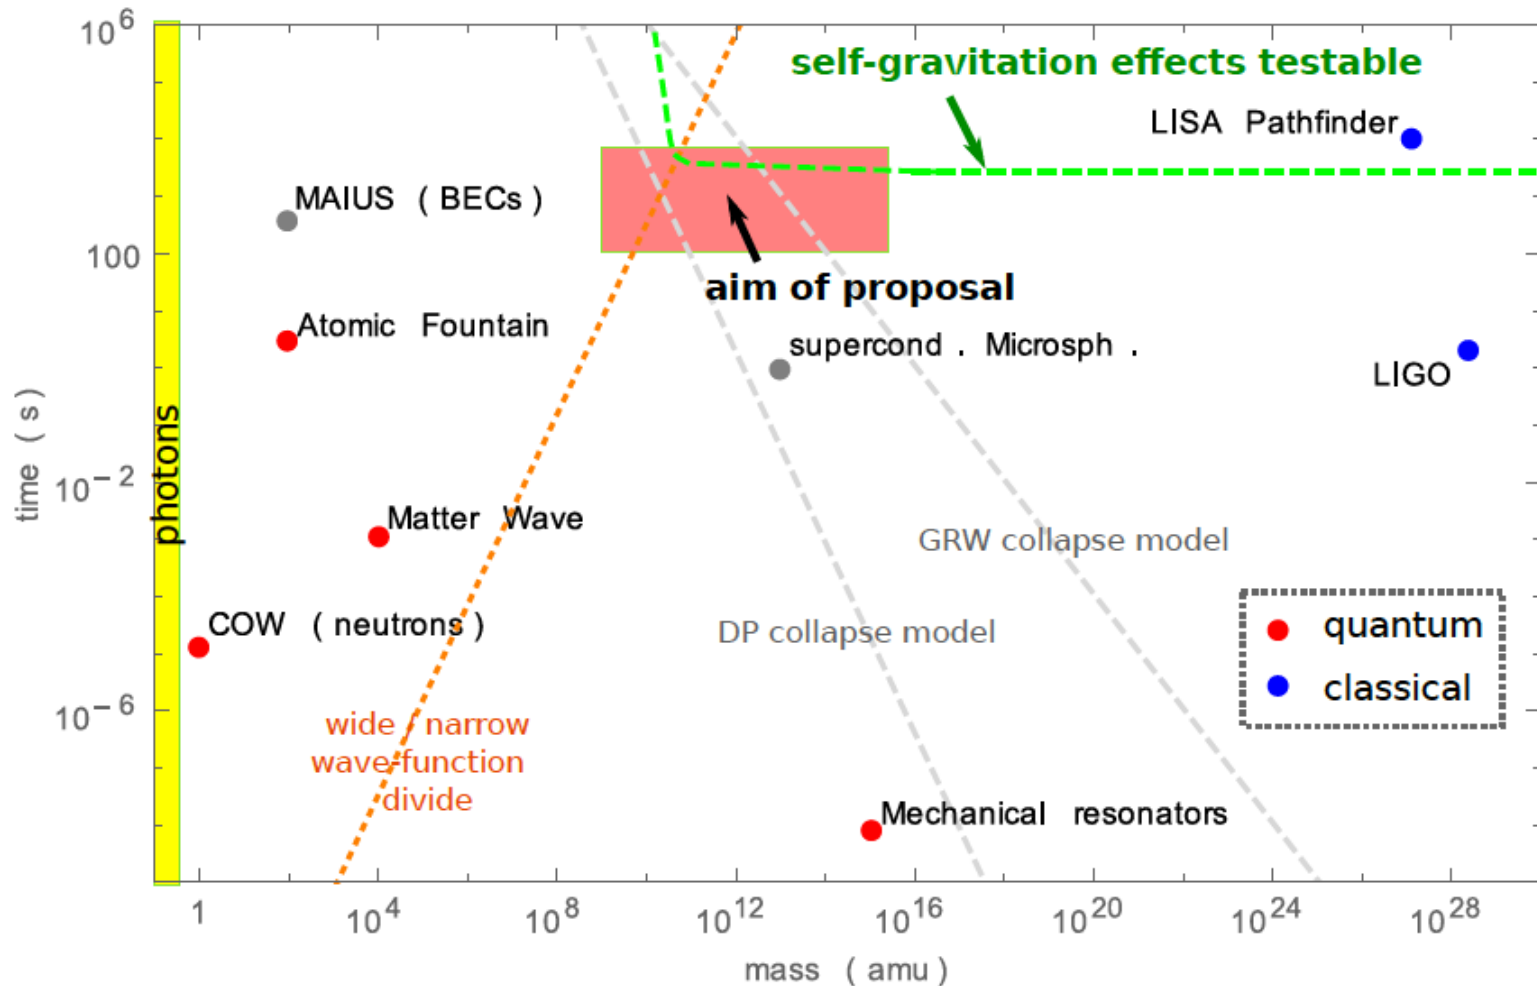 10^6
self-gravitation effects testable
LISA Pathfinder
MAIUS ( BECs )
100
aim of proposal
Atomic Fountain
supercond . Microsph .
LIGO
time ( s )
photons
10^-2
Matter Wave
GRW collapse model
COW ( neutrons )
DP collapse model
quantum
classical
10^-6
wide / narrow
wave-function
divide
Mechanical resonators
1 10^4 10^8 10^12 10^16 10^20 10^24 10^28
mass ( amu )